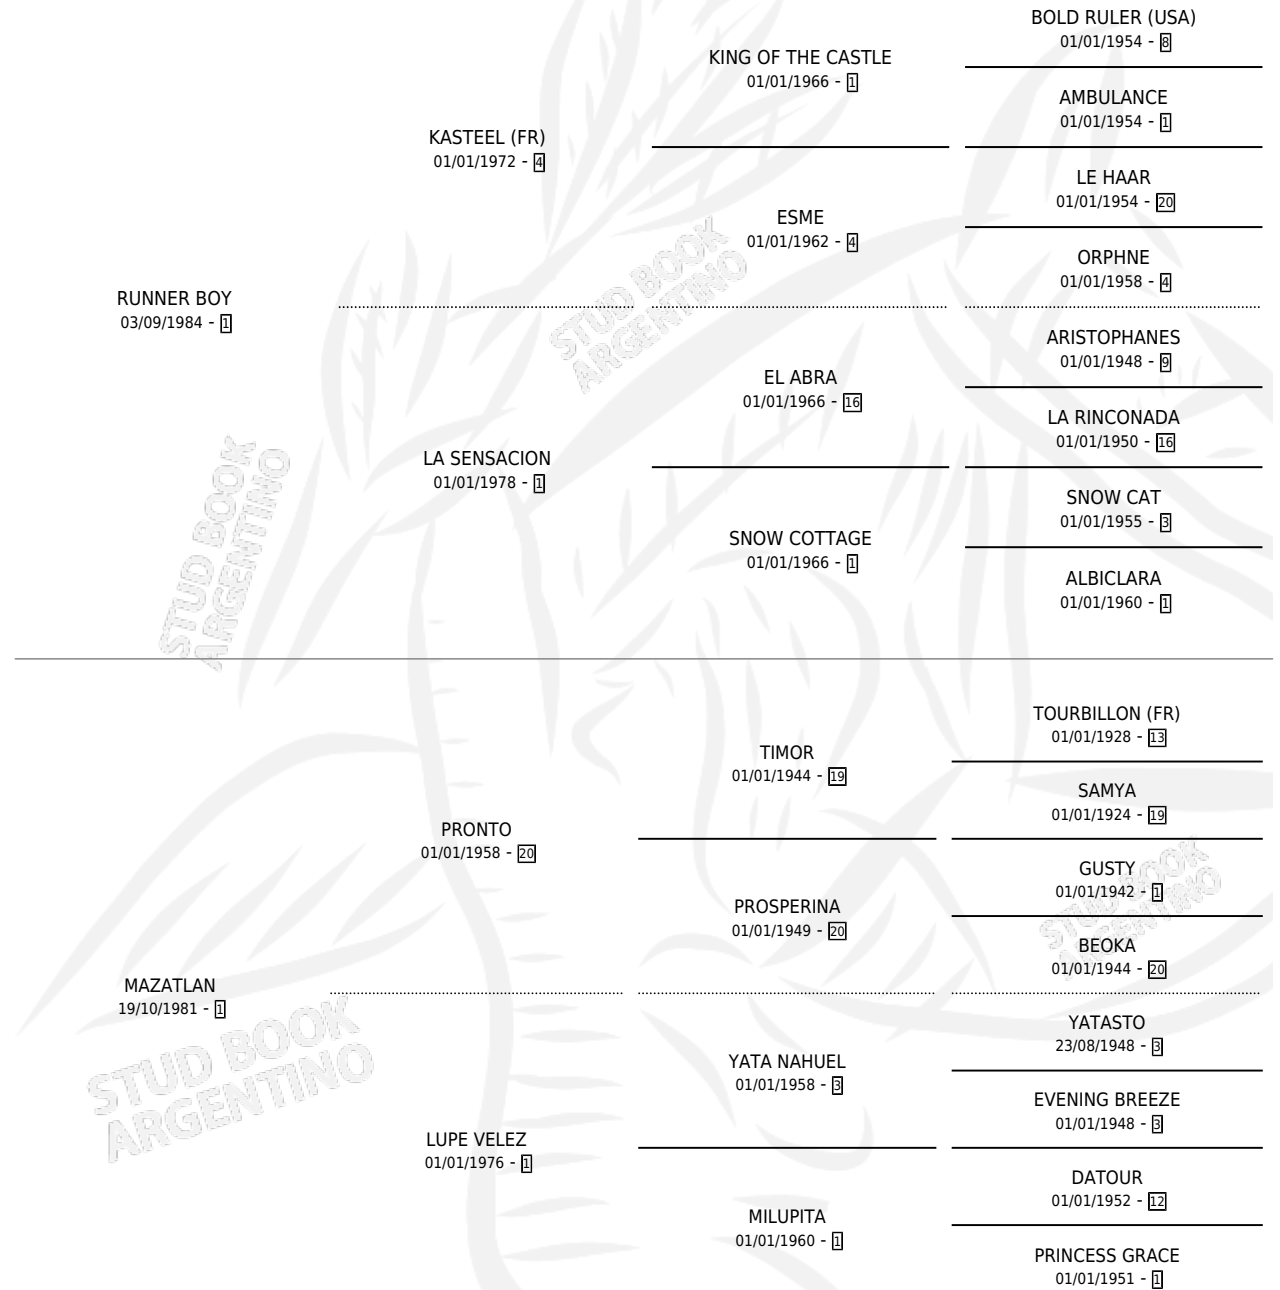 BOLD RULER (USA)
01/01/1954 - 8
KING OF THE CASTLE
01/01/1966 - 1
AMBULANCE
01/01/1954 - 1
KASTEEL (FR)
01/01/1972 - 4
LE HAAR
01/01/1954 - 20
ESME
01/01/1962 - 4
ORPHNE
01/01/1958 - 4
RUNNER BOY
03/09/1984 - 1
ARISTOPHANES
01/01/1948 - 9
EL ABRA
01/01/1966 - 16
LA RINCONADA
01/01/1950 - 16
LA SENSACION
01/01/1978 - 1
SNOW CAT
01/01/1955 - 3
SNOW COTTAGE
01/01/1966 - 1
ALBICLARA
01/01/1960 - 1
TOURBILLON (FR)
01/01/1928 - 13
TIMOR
01/01/1944 - 19
SAMYA
01/01/1924 - 19
PRONTO
01/01/1958 - 20
GUSTY
01/01/1942 - 1
PROSPERINA
01/01/1949 - 20
BEOKA
01/01/1944 - 20
MAZATLAN
19/10/1981 - 1
YATASTO
23/08/1948 - 3
YATA NAHUEL
01/01/1958 - 3
EVENING BREEZE
01/01/1948 - 3
LUPE VELEZ
01/01/1976 - 1
DATOUR
01/01/1952 - 12
MILUPITA
01/01/1960 - 1
PRINCESS GRACE
01/01/1951 - 1
STUD BOOK
ARGENTINO
STUD BOOK
ARGENTINO
STUD BOOK
ARGENTINO
STUD BOOK
ARGENTINO